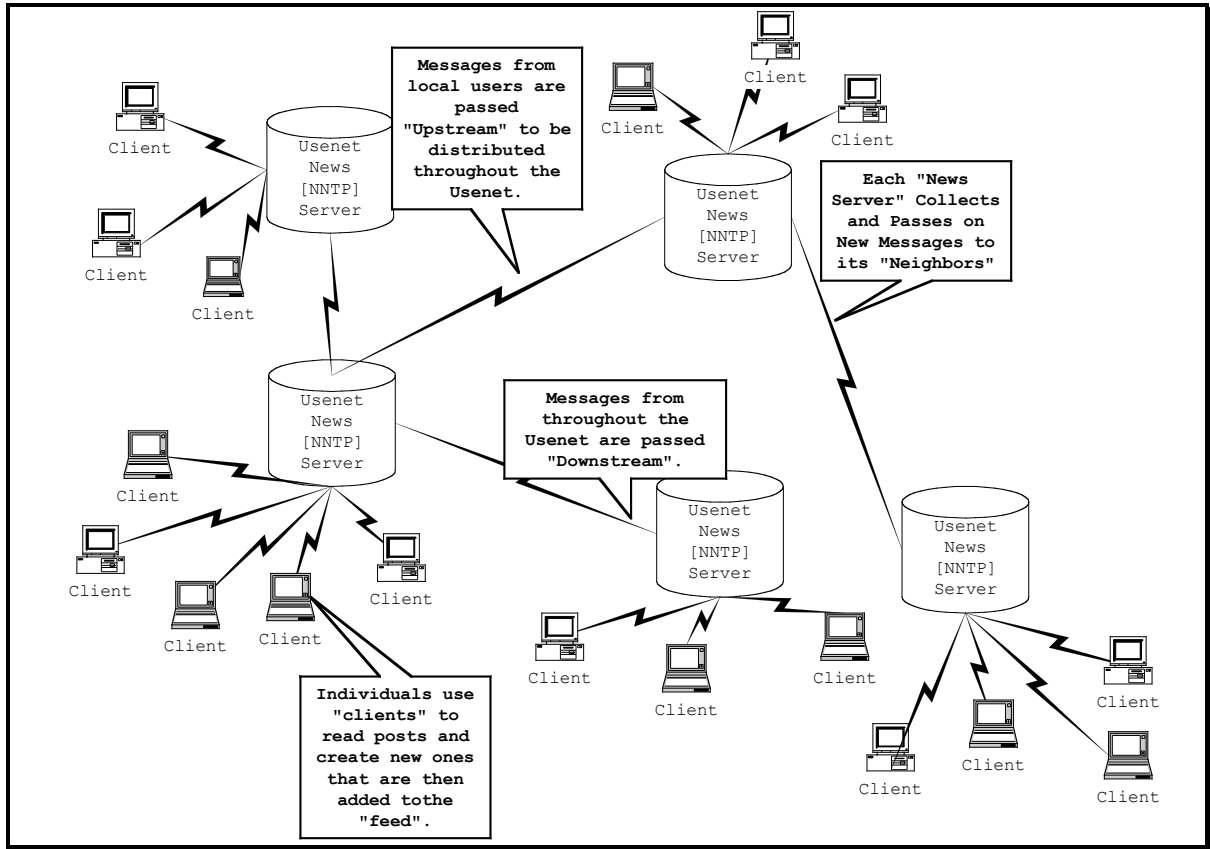 Client
Client
Client
Usenet
News
[NNTP]
Server
Messages from
local users are
passed
"Upstream" to be
distributed
throughout the
Usenet.
Client
Client
Client
Usenet
News
[NNTP]
Server
Each "News
Server" Collects
and Passes on
New Messages to
its "Neighbors"
Usenet
News
[NNTP]
Server
Client
Client
Client
Client
Client
Individuals use
"clients" to
read posts and
create new ones
that are then
added tothe
"feed".
Messages from
throughout the
Usenet are passed
"Downstream".
Usenet
News
[NNTP]
Server
Client
Client
Client
Usenet
News
[NNTP]
Server
Client
Client
Client
Client